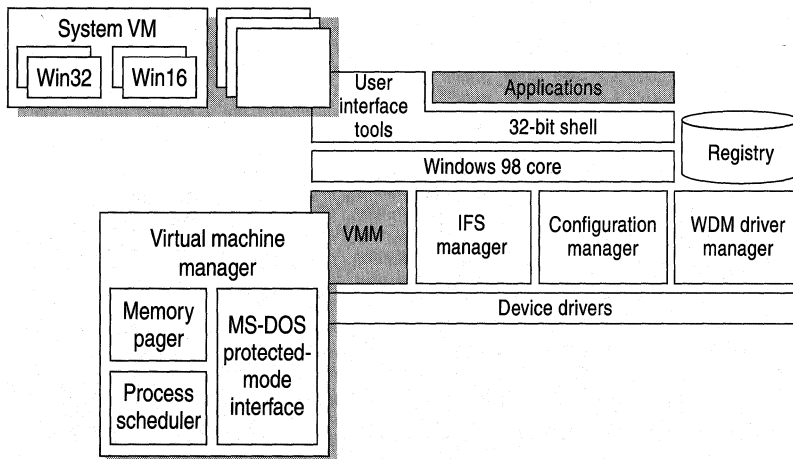 System VM
Win32
Win16
User
interface
tools
Applications
32-bit shell
Registry
Windows 98 core
Virtual machine
manager
VMM
IFS
manager
Configuration
manager
WDM driver
manager
Device drivers
Memory
pager
MS-DOS
protected-
mode
interface
Process
scheduler